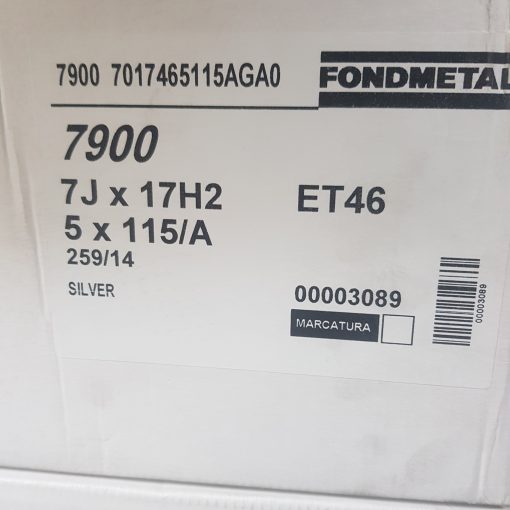 7900 7017465115AGA0
FONDMETAL
7900
7J x 17H2 ET46
5 x 115/A
259/14
SILVER
00003089
MARCATURA
00003089